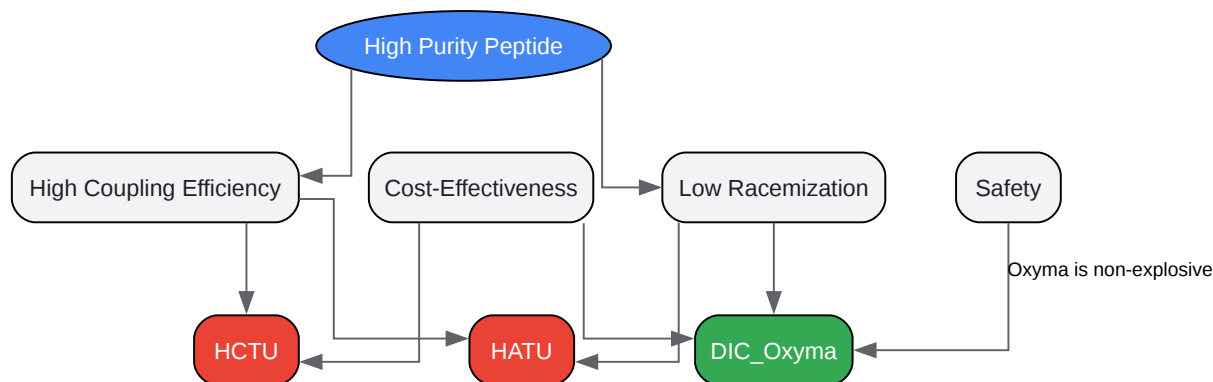 High Purity Peptide
High Coupling Efficiency
Cost-Effectiveness
Low Racemization
Safety
Oxyma is non-explosive
HCTU
HATU
DIC_Oxyma